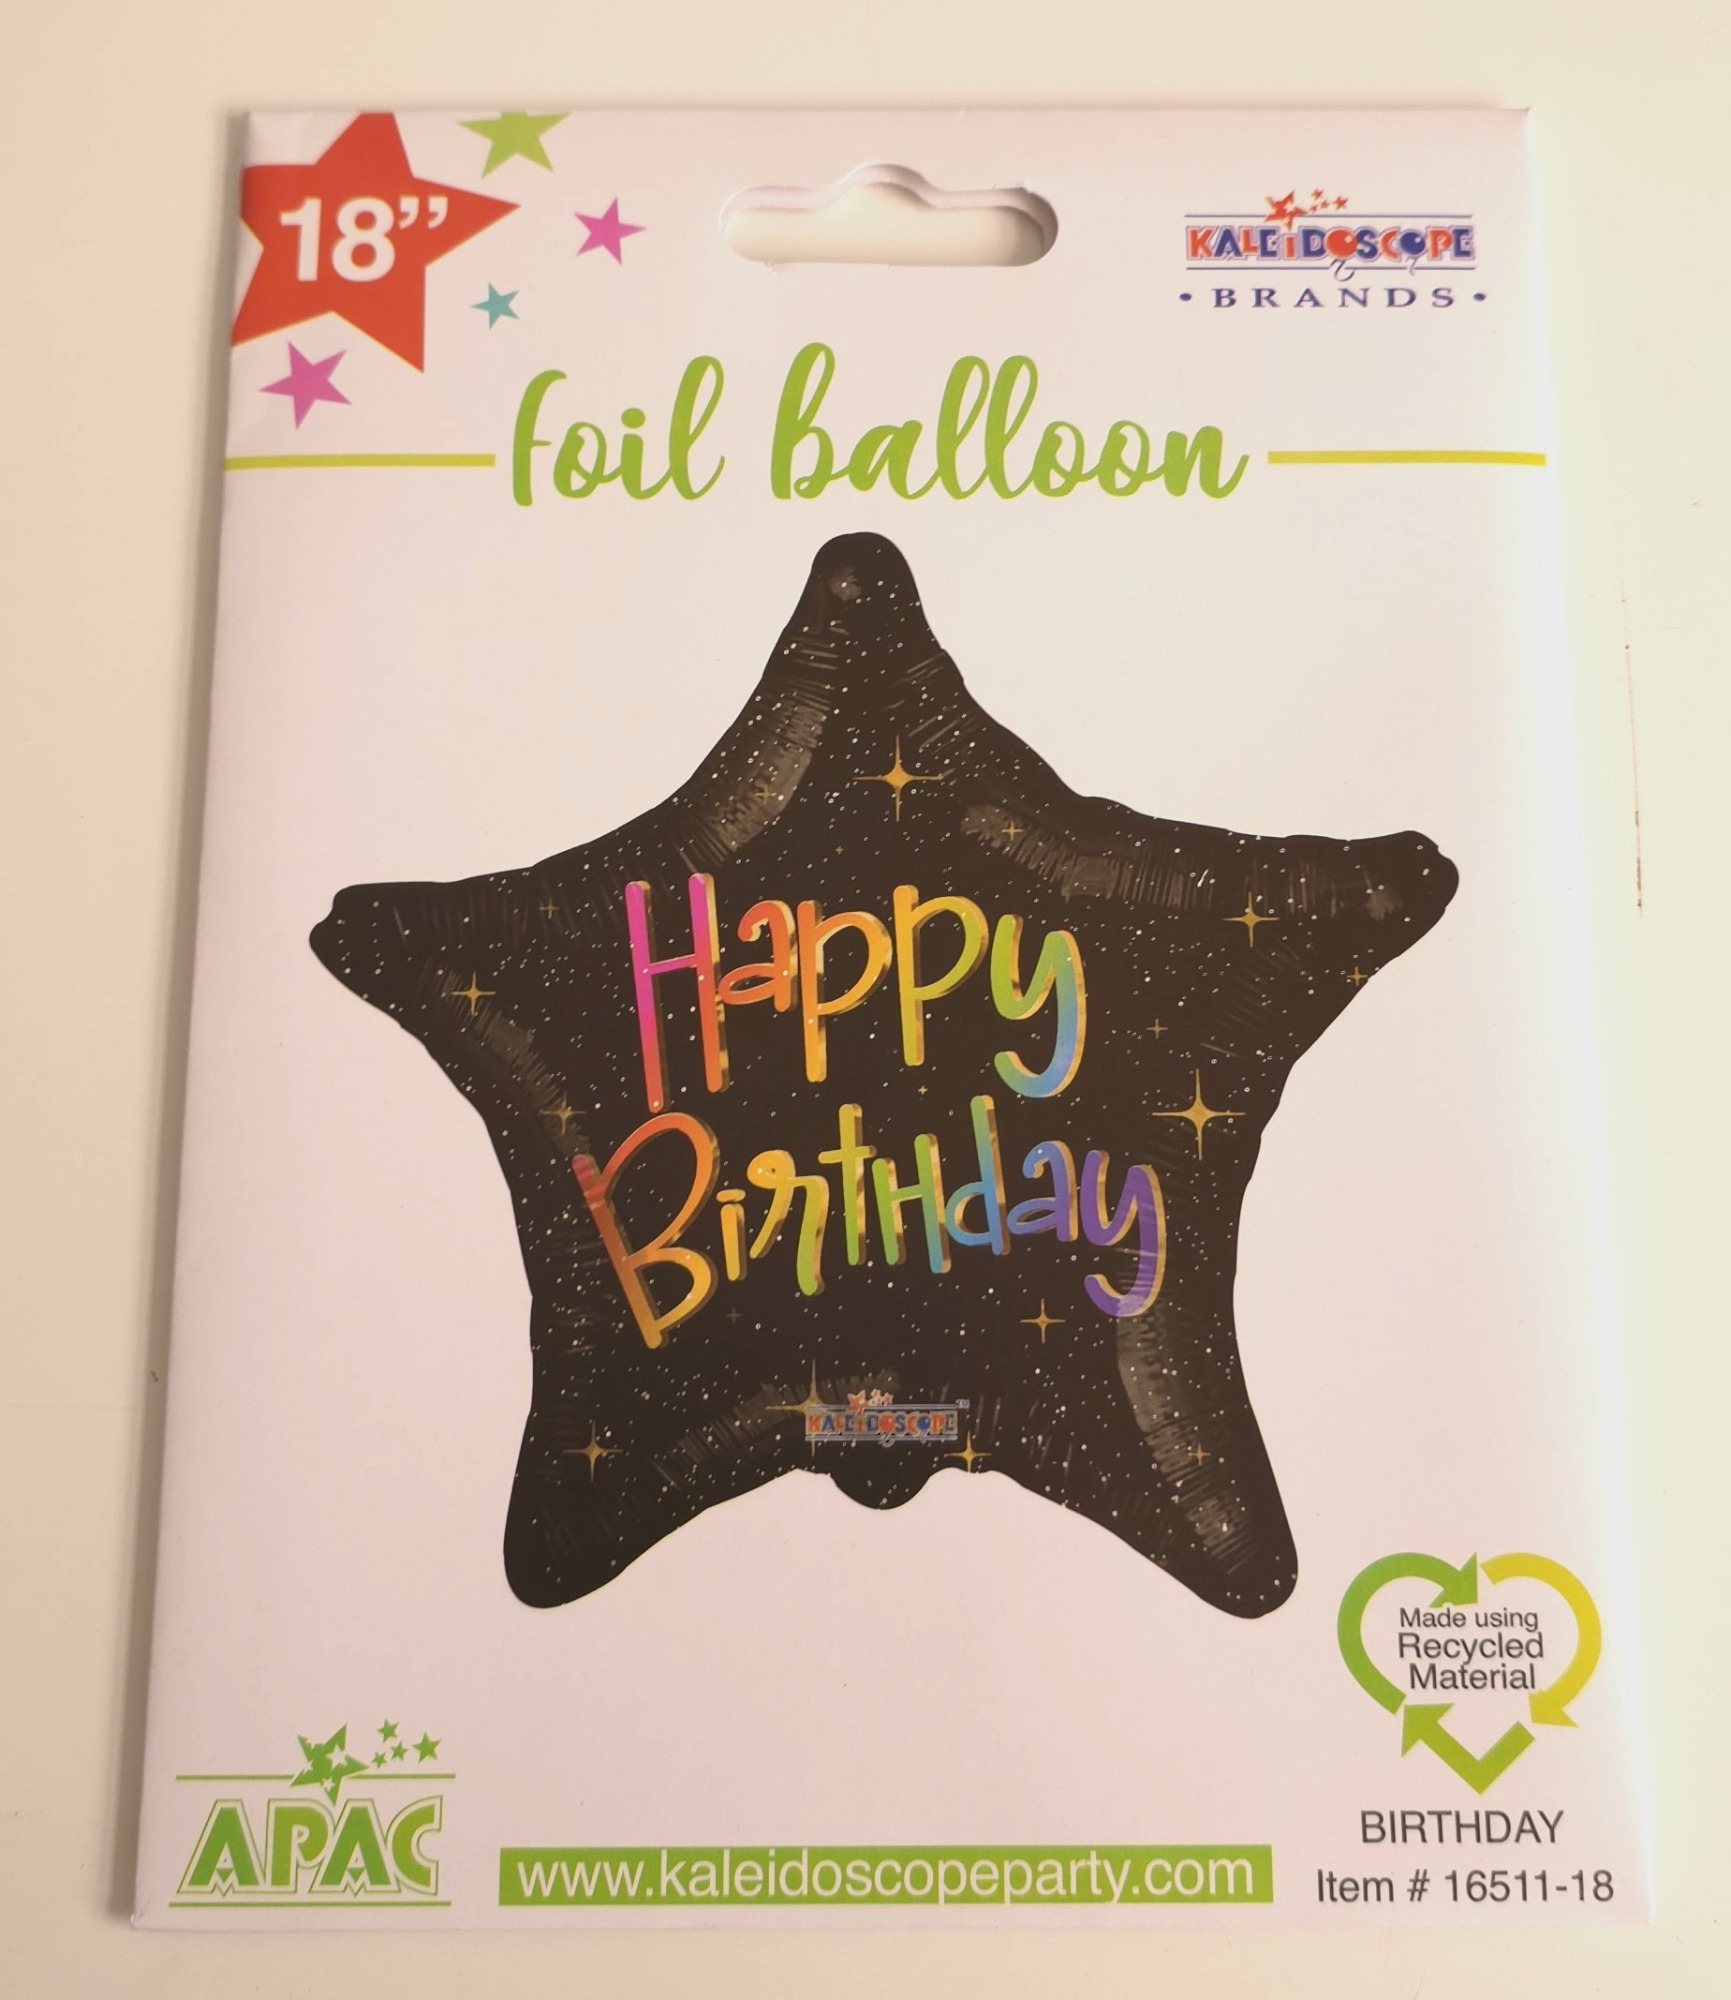 18”
KALEiDOSCOPE
• BRANDS •
foil balloon
Happy
BirtHday
KALEiDOSCOPE™
Made using
Recycled
Material
APAC
www.kaleidoscopeparty.com
BIRTHDAY
Item # 16511-18